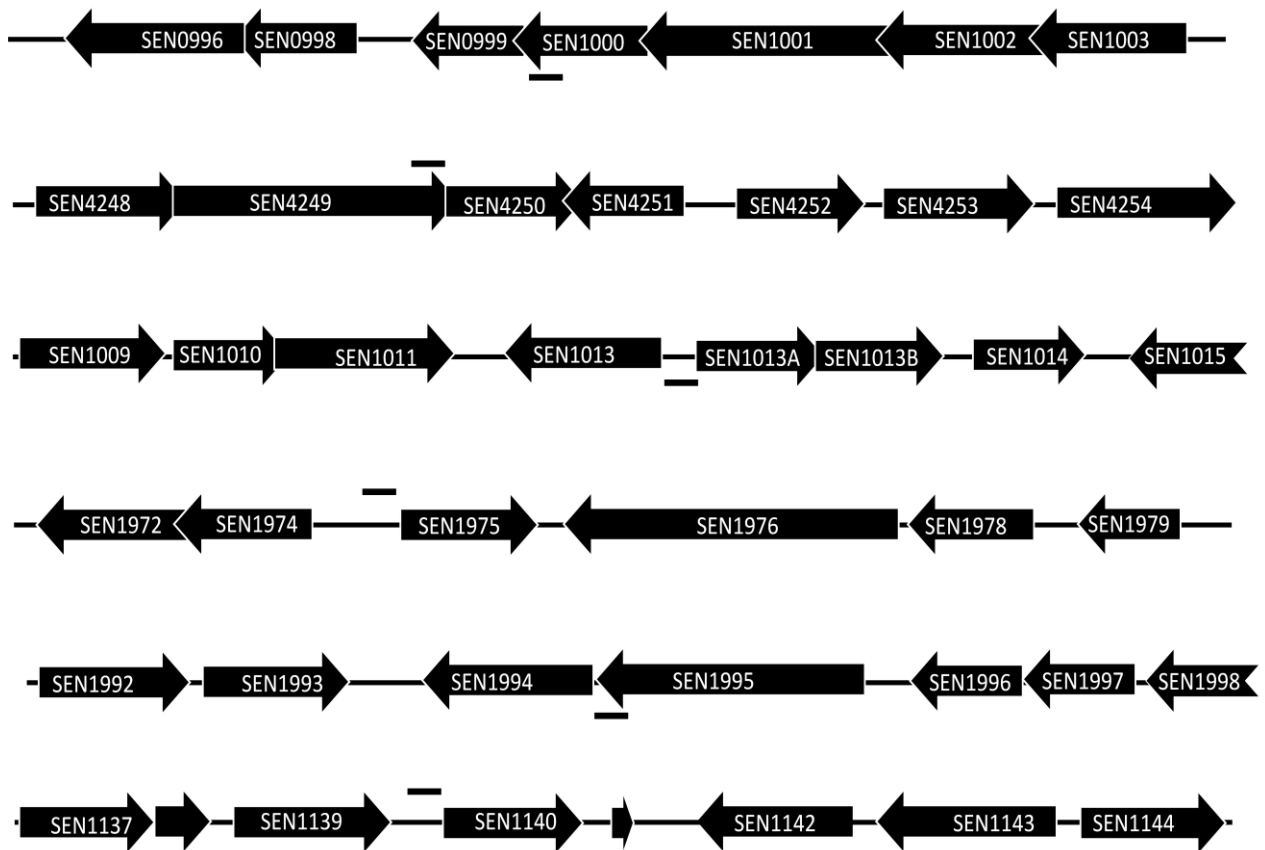 SEN0996 SEN0998 SEN0999 SEN1000 SEN1001 SEN1002 SEN1003
SEN4248 SEN4249 SEN4250 SEN4251 SEN4252 SEN4253 SEN4254
SEN1009 SEN1010 SEN1011 SEN1013 SEN1013A SEN1013B SEN1014 SEN1015
SEN1972 SEN1974 SEN1975 SEN1976 SEN1978 SEN1979
SEN1992 SEN1993 SEN1994 SEN1995 SEN1996 SEN1997 SEN1998
SEN1137 SEN1139 SEN1140 SEN1142 SEN1143 SEN1144